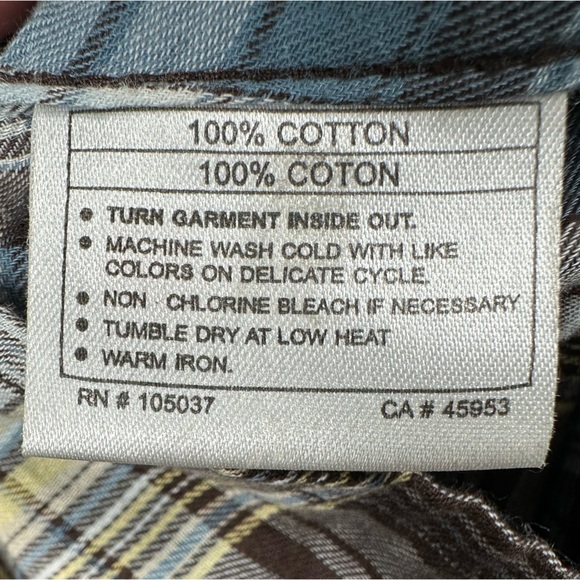 100% COTTON
100% COTON
• TURN GARMENT INSIDE OUT.
• MACHINE WASH COLD WITH LIKE
COLORS ON DELICATE CYCLE.
• NON - CHLORINE BLEACH IF NECESSARY
• TUMBLE DRY AT LOW HEAT
• WARM IRON.
RN # 105037 CA # 45953